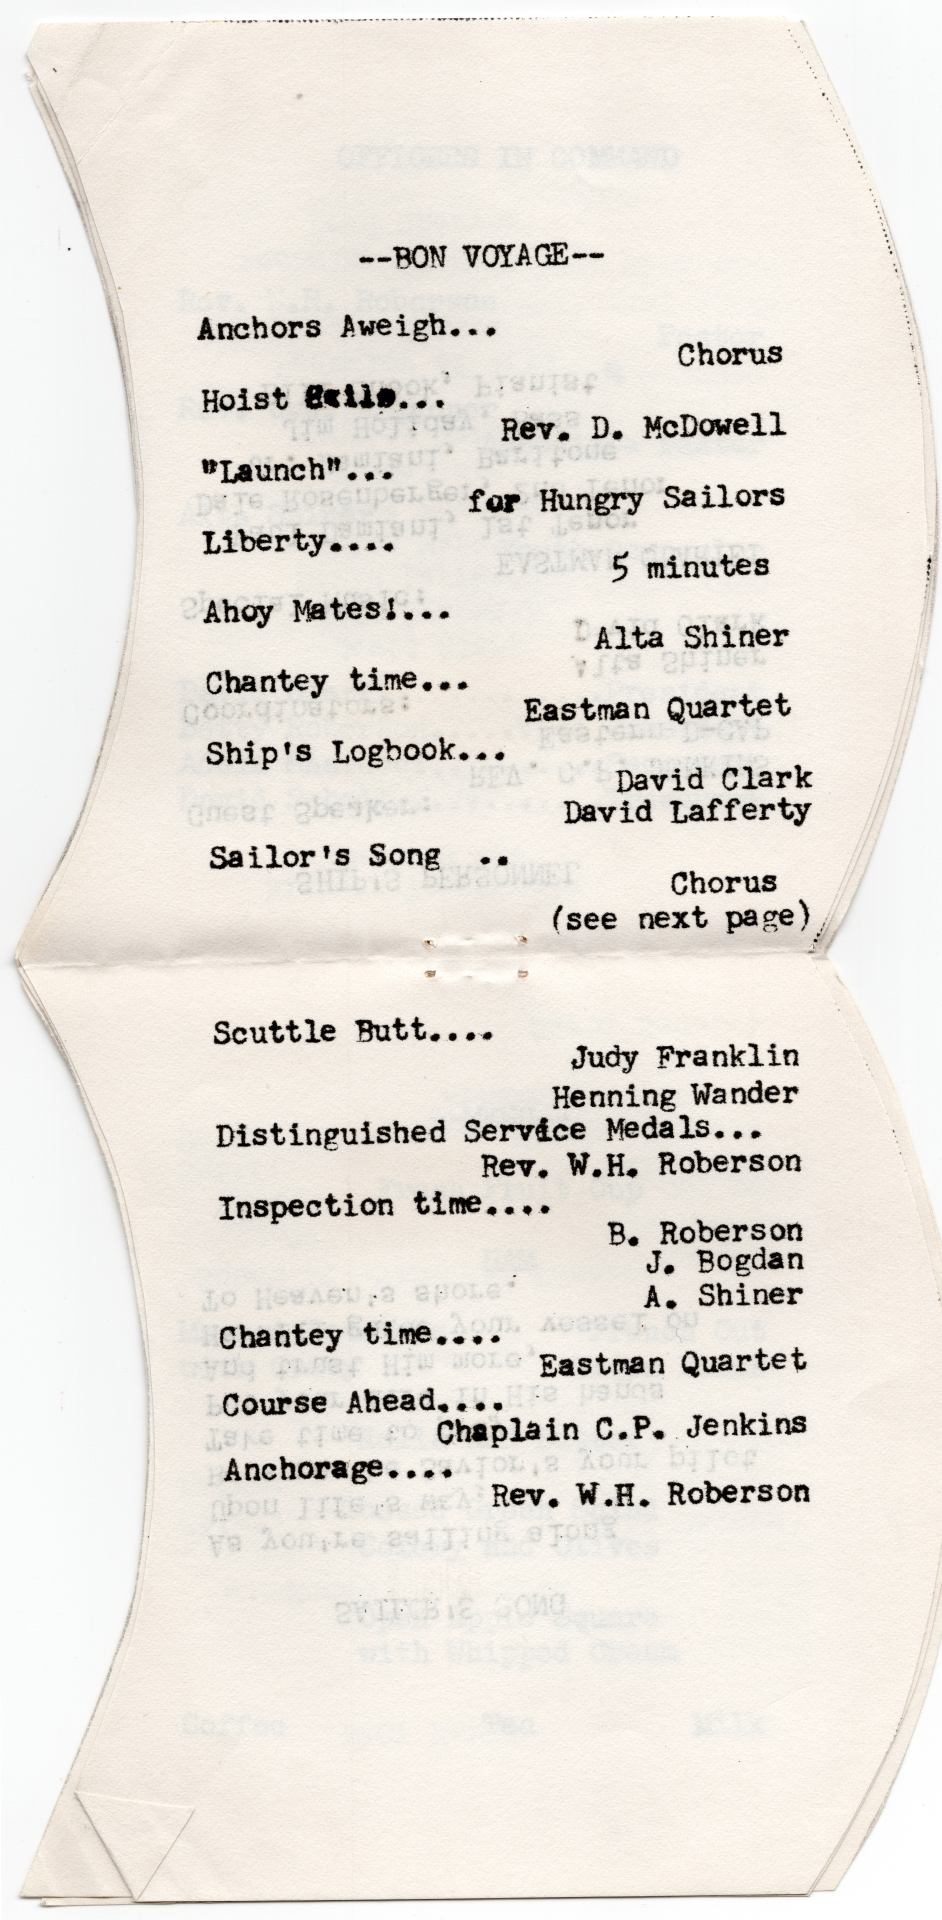 --BON VOYAGE--
Anchors Aweigh...
Chorus
Hoist Sails...
Rev. D. McDowell
"Launch"...
for Hungry Sailors
Liberty....
5 minutes
Ahoy Mates!...
Alta Shiner
Chantey time...
Eastman Quartet
Ship's Logbook...
David Clark
David Lafferty
Sailor's Song ..
Chorus
(see next page)
Scuttle Butt....
Judy Franklin
Henning Wander
Distinguished Service Medals...
Rev. W.H. Roberson
Inspection time....
B. Roberson
J. Bogdan
A. Shiner
Chantey time....
Eastman Quartet
Course Ahead....
Chaplain C.P. Jenkins
Anchorage....
Rev. W.H. Roberson